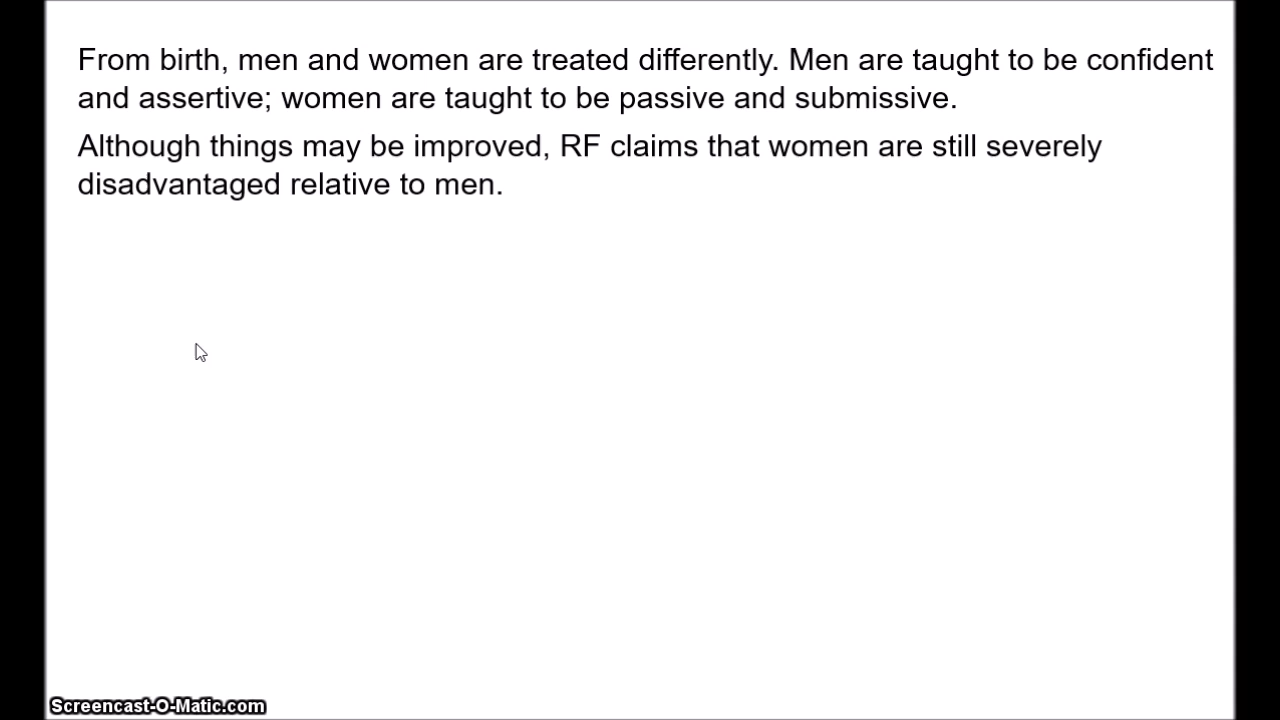 From birth, men and women are treated differently. Men are taught to be confident
and assertive; women are taught to be passive and submissive.
Although things may be improved, RF claims that women are still severely
disadvantaged relative to men.
Screencast-O-Matic.com